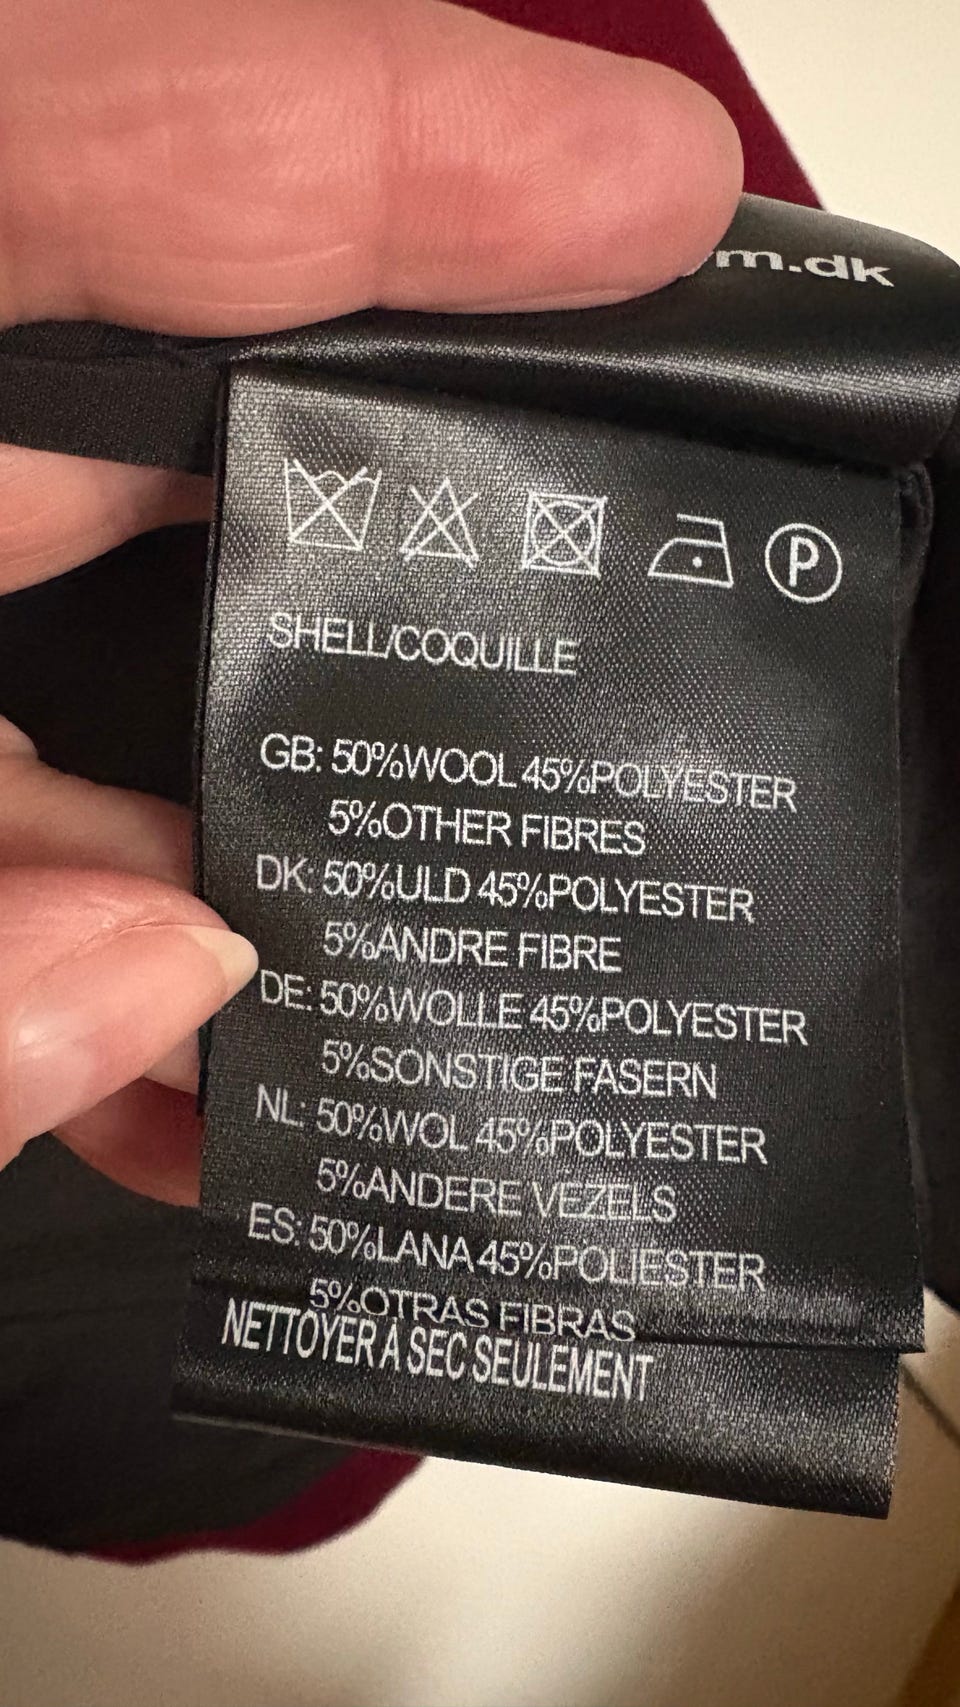 m.dk
P
SHELL/COQUILLE
GB: 50%WOOL 45%POLYESTER
5%OTHER FIBRES
DK: 50%ULD 45%POLYESTER
5%ANDRE FIBRE
DE: 50%WOLLE 45%POLYESTER
5%SONSTIGE FASERN
NL: 50%WOL 45%POLYESTER
5%ANDERE VEZELS
ES: 50%LANA 45%POLIESTER
5%OTRAS FIBRAS
NETTOYER A SEC SEULEMENT